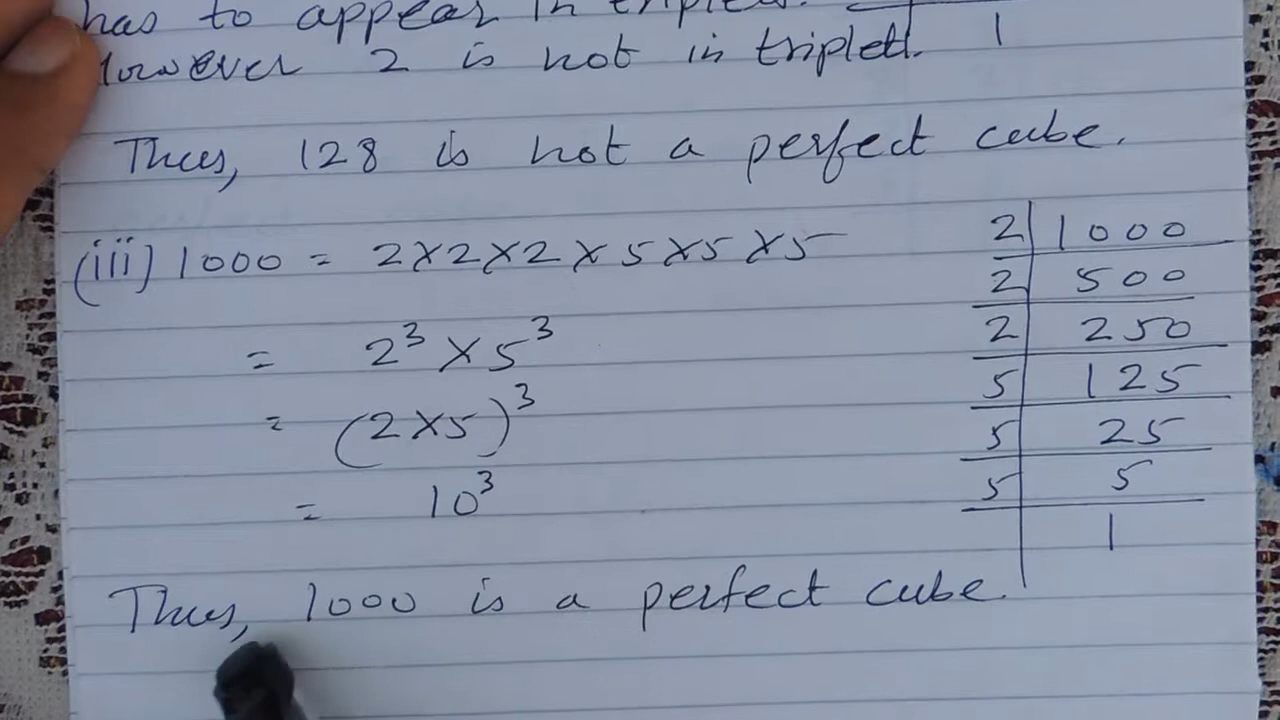 has to appear in triplets.
However 2 is not in triplet. 1
Thus, 128 is not a perfect cube.
(iii) 1000 = 2×2×2×5×5×5
= 2³×5³
= (2×5)³
= 10³
Thus, 1000 is a perfect cube.
2 | 1000
2 | 500
2 | 250
5 | 125
5 | 25
5 | 5
| 1